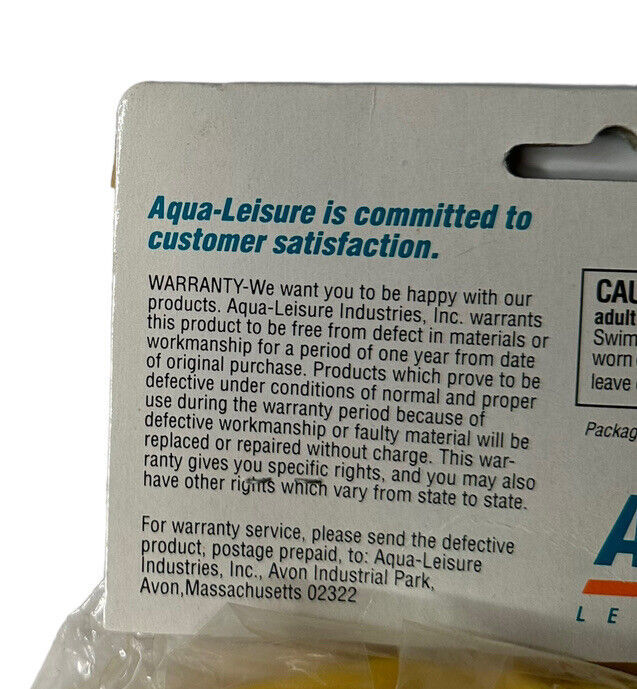 Aqua-Leisure is committed to
customer satisfaction.
WARRANTY-We want you to be happy with our
products. Aqua-Leisure Industries, Inc. warrants
this product to be free from defect in materials or
workmanship for a period of one year from date
of original purchase. Products which prove to be
defective under conditions of normal and proper
use during the warranty period because of
defective workmanship or faulty material will be
replaced or repaired without charge. This war-
ranty gives you specific rights, and you may also
have other rights which vary from state to state.
For warranty service, please send the defective
product, postage prepaid, to: Aqua-Leisure
Industries, Inc., Avon Industrial Park,
Avon,Massachusetts 02322
CAU
adult
Swim
worn
leave
Packag
A
LE